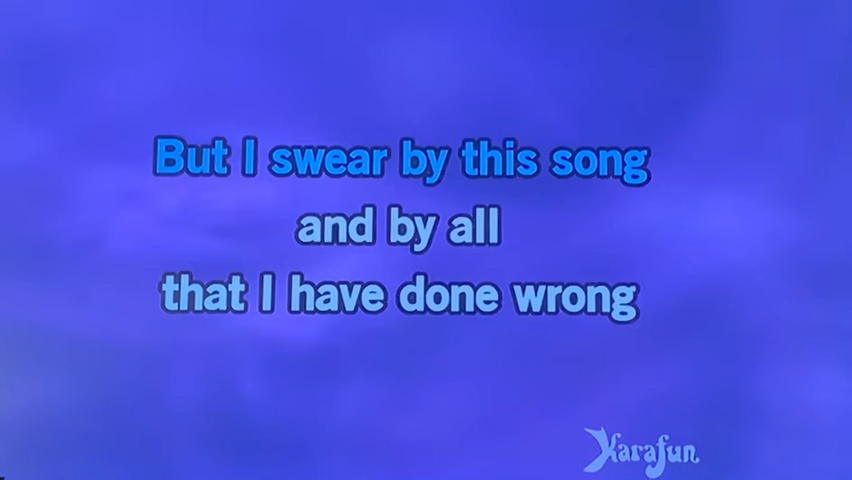 But I swear by this song
and by all
that I have done wrong
Karafun